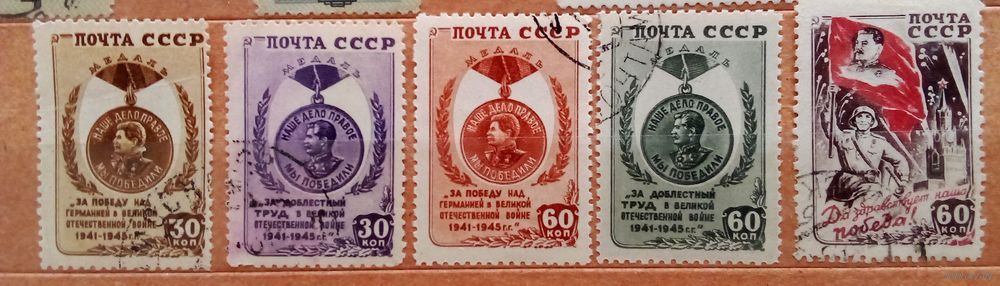 ПОЧТА СССР
МЕДАЛЬ
НАШЕ ДЕЛО ПРАВОЕ
МЫ ПОБЕДИЛИ
„ЗА ПОБЕДУ НАД
ГЕРМАНИЕЙ В ВЕЛИКОЙ
ОТЕЧЕСТВЕННОЙ ВОЙНЕ
1941-1945 г.г."
30
КОП
ПОЧТА СССР
МЕДАЛЬ
НАШЕ ДЕЛО ПРАВОЕ
МЫ ПОБЕДИЛИ
„ЗА ДОБЛЕСТНЫЙ
ТРУД В ВЕЛИКОЙ
ОТЕЧЕСТВЕННОЙ ВОЙНЕ
1941-1945 г.г."
30
КОП
ПОЧТА СССР
МЕДАЛЬ
НАШЕ ДЕЛО ПРАВОЕ
МЫ ПОБЕДИЛИ
„ЗА ПОБЕДУ НАД
ГЕРМАНИЕЙ В ВЕЛИКОЙ
ОТЕЧЕСТВЕННОЙ ВОЙНЕ
1941-1945 г.г."
60
КОП
ПОЧТА СССР
МЕДАЛЬ
НАШЕ ДЕЛО ПРАВОЕ
МЫ ПОБЕДИЛИ
„ЗА ДОБЛЕСТНЫЙ
ТРУД В ВЕЛИКОЙ
ОТЕЧЕСТВЕННОЙ ВОЙНЕ
1941-1945 г.г."
60
КОП
ПОЧТА
СССР
Да здравствует наша
победа!
60
КОП